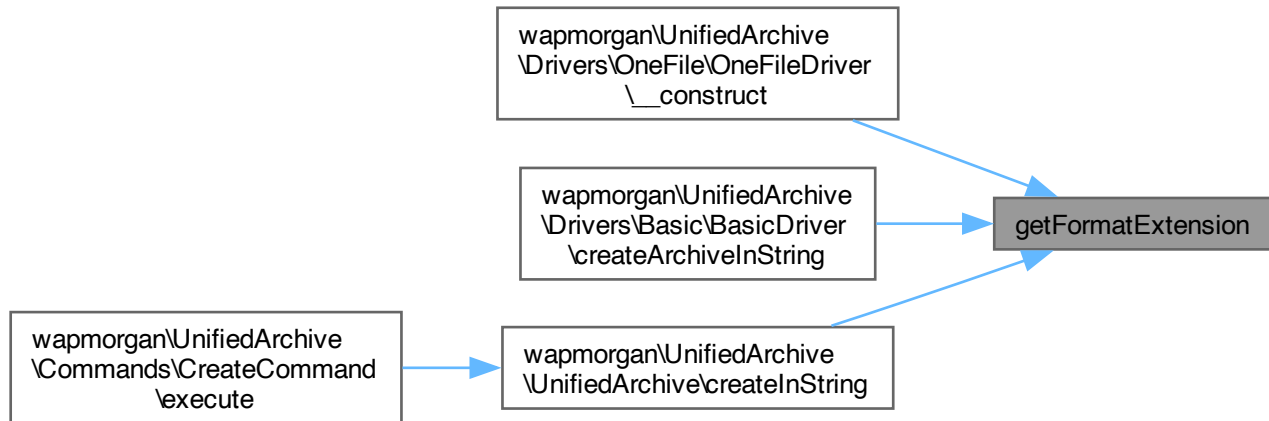 wapmorgan\UnifiedArchive
\Drivers\OneFile\OneFileDriver
\__construct
wapmorgan\UnifiedArchive
\Drivers\Basic\BasicDriver
\createArchiveInString
getFormatExtension
wapmorgan\UnifiedArchive
\Commands\CreateCommand
\execute
wapmorgan\UnifiedArchive
\UnifiedArchive\createInString